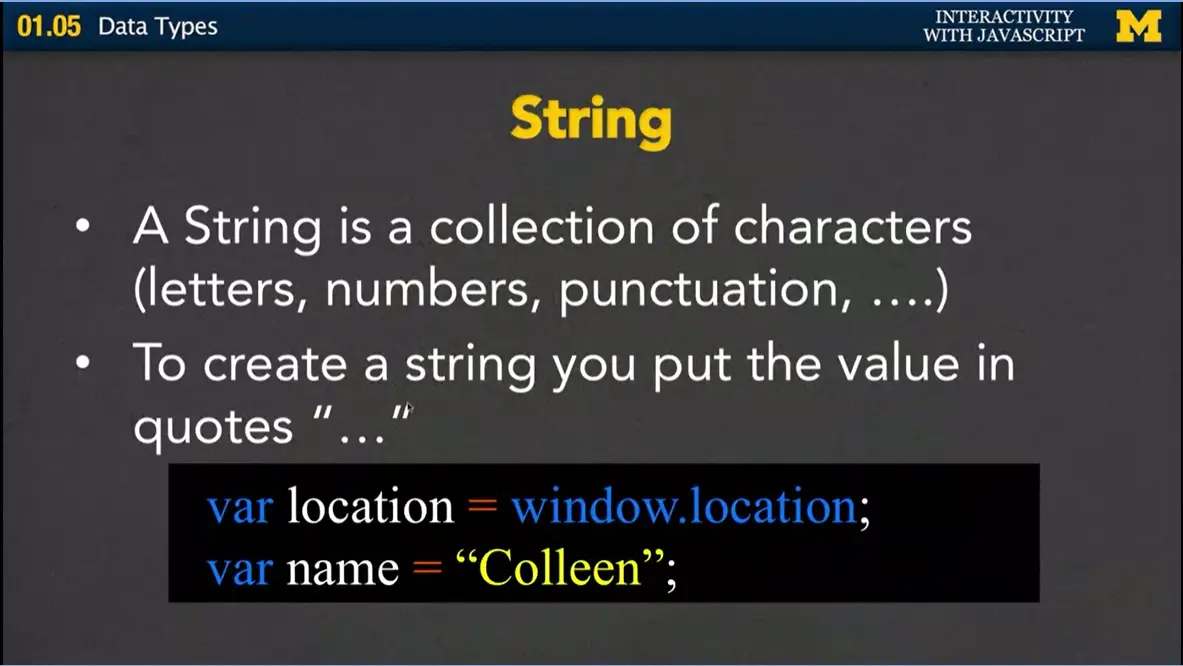 01.05 Data Types
INTERACTIVITY
WITH JAVASCRIPT
M
String
• A String is a collection of characters
(letters, numbers, punctuation, ….)
• To create a string you put the value in
quotes “…”
var location = window.location;
var name = “Colleen”;